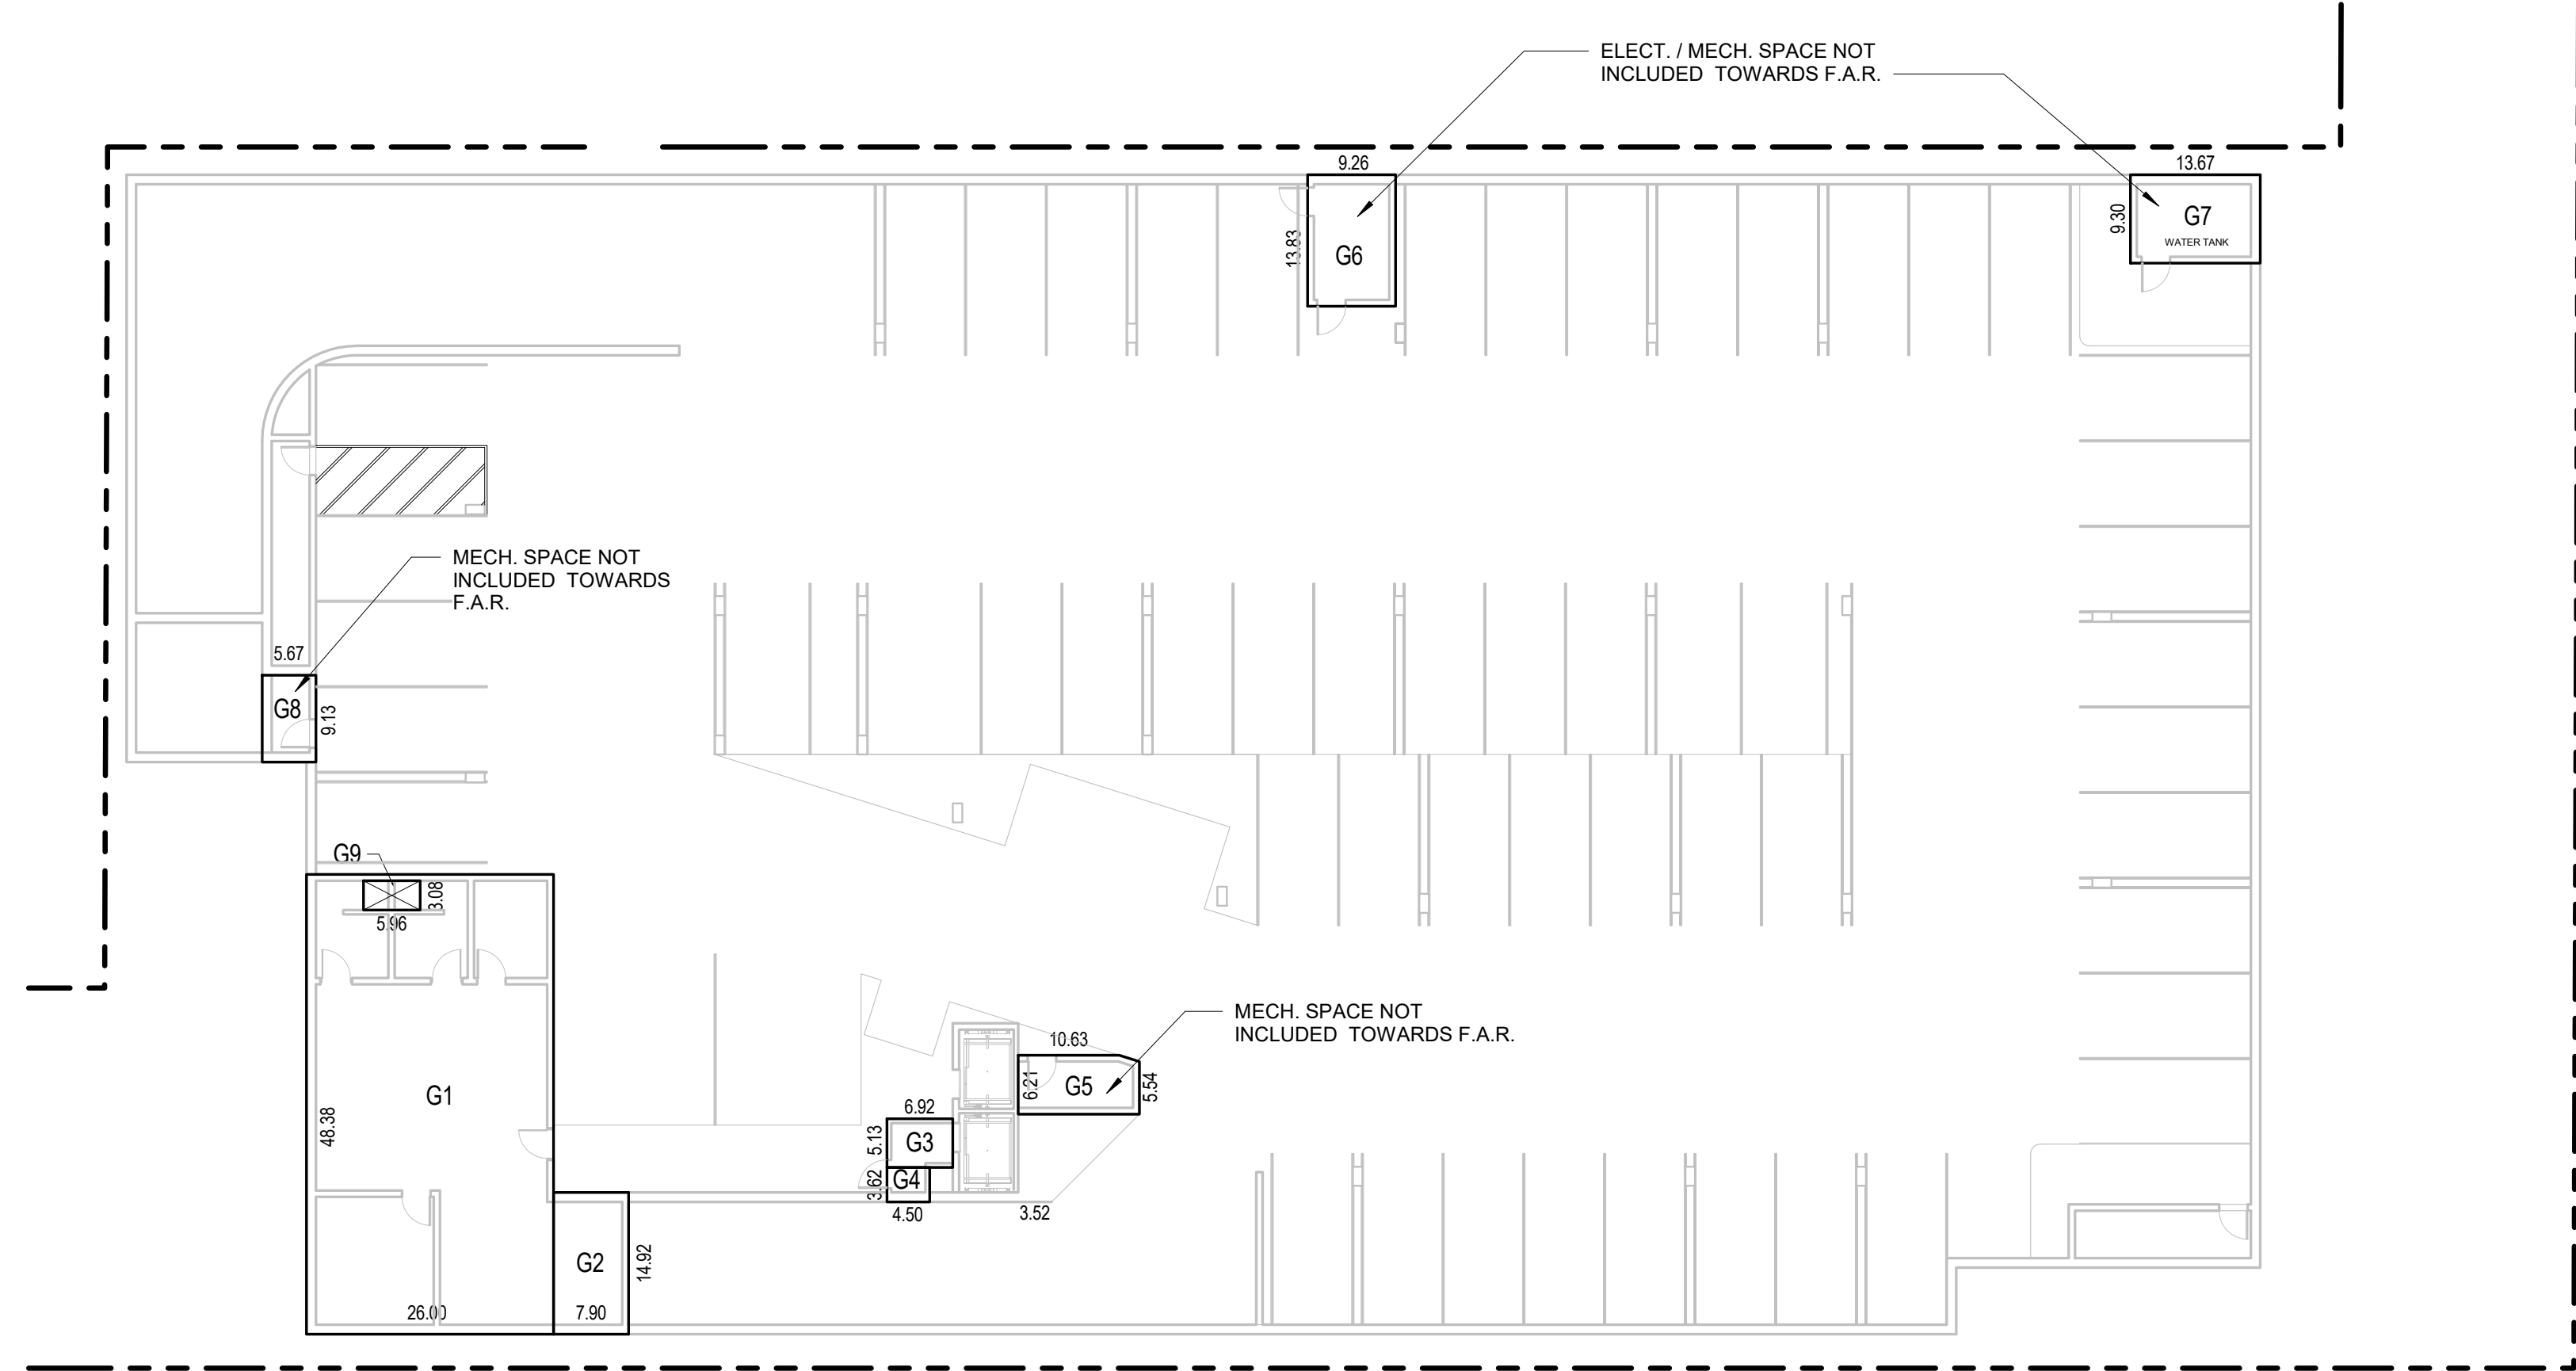 ELECT. / MECH. SPACE NOT
INCLUDED TOWARDS F.A.R.
9.26
13.67
13.83
G6
9.30
G7
WATER TANK
MECH. SPACE NOT
INCLUDED TOWARDS
F.A.R.
5.67
G8
9.13
G9
3.08
5.96
MECH. SPACE NOT
INCLUDED TOWARDS F.A.R.
10.63
6.21
G5
5.54
G1
48.38
6.92
5.13
G3
3.62
G4
4.50
3.52
G2
14.92
26.00
7.90